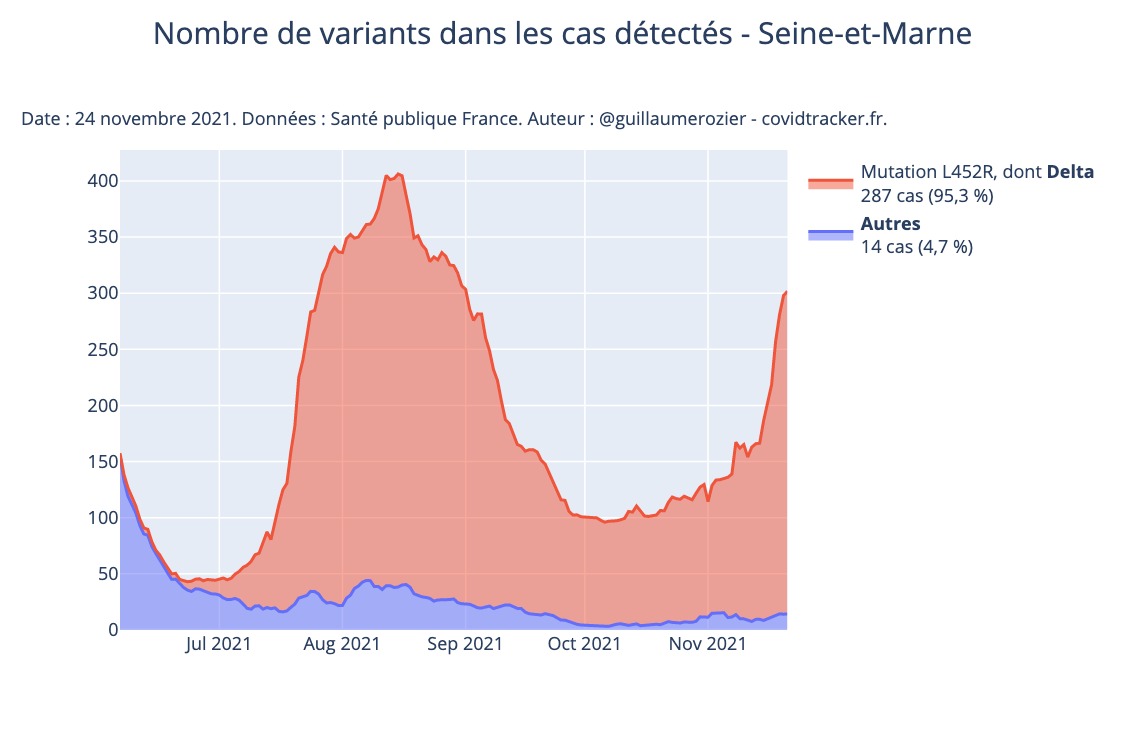 Nombre de variants dans les cas détectés - Seine-et-Marne
Date : 24 novembre 2021. Données : Santé publique France. Auteur : @guillaumerozier - covidtracker.fr.
Mutation L452R, dont Delta
287 cas (95,3 %)
Autres
14 cas (4,7 %)
400
350
300
250
200
150
100
50
0
Jul 2021
Aug 2021
Sep 2021
Oct 2021
Nov 2021